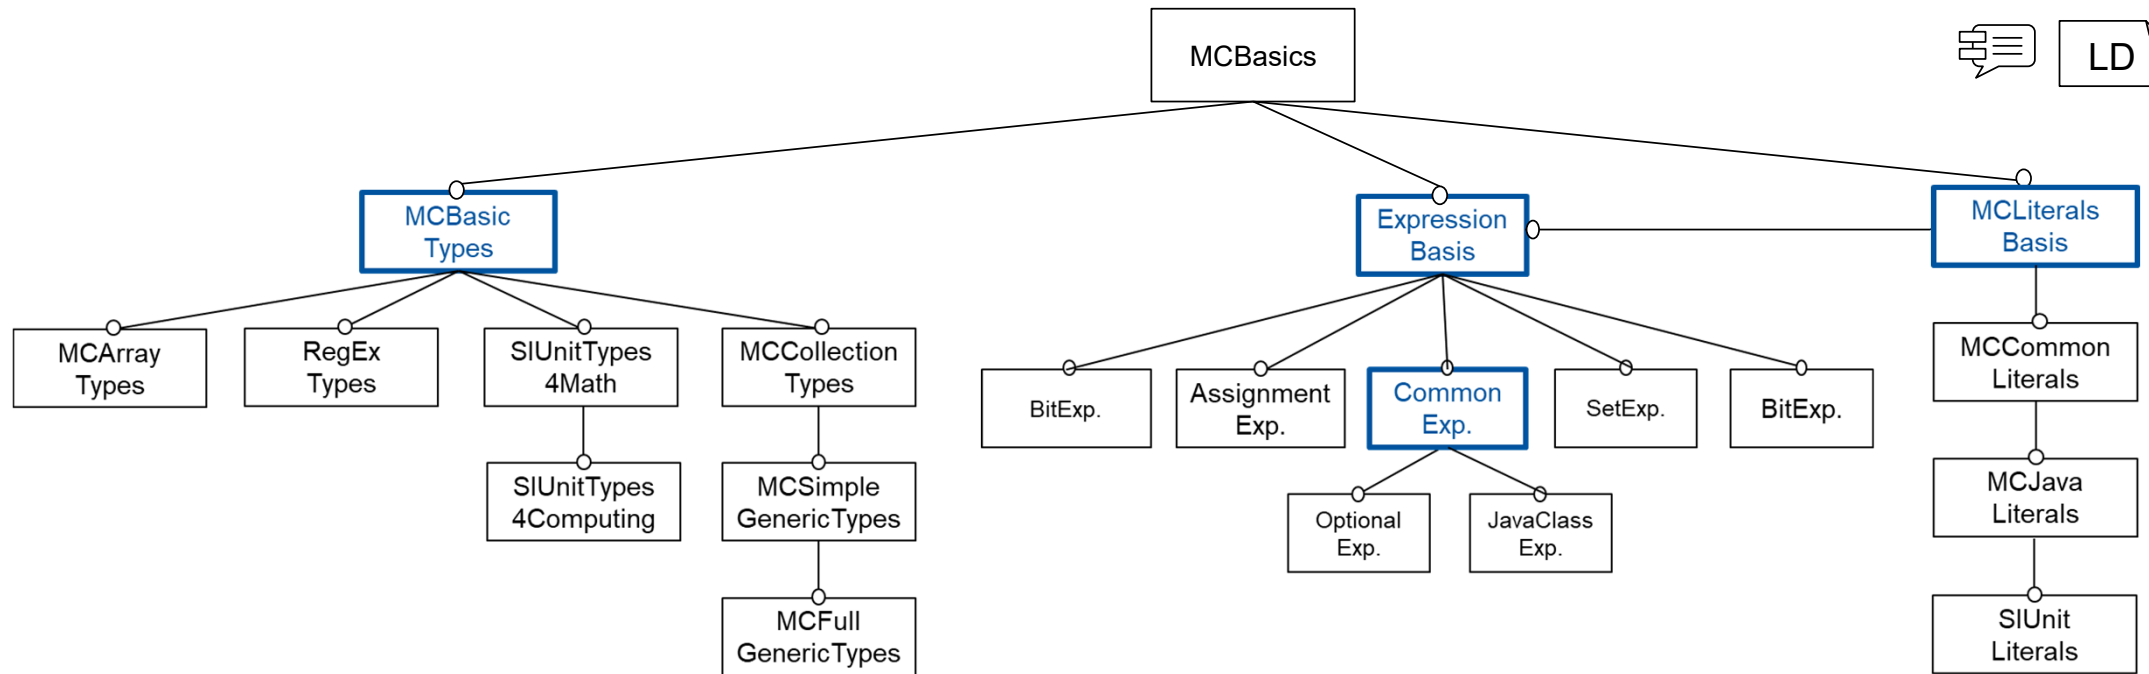 MCBasics
LD
MCBasic
Types
Expression
Basis
MCLiterals
Basis
MCArray
Types
RegEx
Types
SIUnitTypes
4Math
MCCollection
Types
BitExp.
Assignment
Exp.
Common
Exp.
SetExp.
BitExp.
MCCommon
Literals
SIUnitTypes
4Computing
MCSimple
GenericTypes
Optional
Exp.
JavaClass
Exp.
MCJava
Literals
MCFull
GenericTypes
SIUnit
Literals